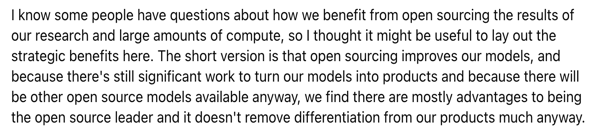 I know some people have questions about how we benefit from open sourcing the results of
our research and large amounts of compute, so I thought it might be useful to lay out the
strategic benefits here. The short version is that open sourcing improves our models, and
because there's still significant work to turn our models into products and because there will
be other open source models available anyway, we find there are mostly advantages to being
the open source leader and it doesn't remove differentiation from our products much anyway.